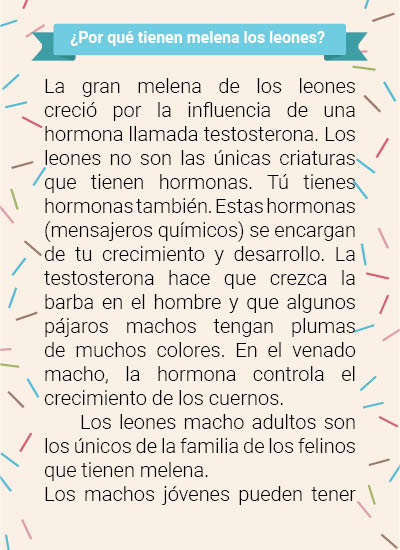 ¿Por qué tienen melena los leones?
La gran melena de los leones
creció por la influencia de una
hormona llamada testosterona. Los
leones no son las únicas criaturas
que tienen hormonas. Tú tienes
hormonas también. Estas hormonas
(mensajeros químicos) se encargan
de tu crecimiento y desarrollo. La
testosterona hace que crezca la
barba en el hombre y que algunos
pájaros machos tengan plumas
de muchos colores. En el venado
macho, la hormona controla el
crecimiento de los cuernos.
Los leones macho adultos son
los únicos de la familia de los felinos
que tienen melena.
Los machos jóvenes pueden tener